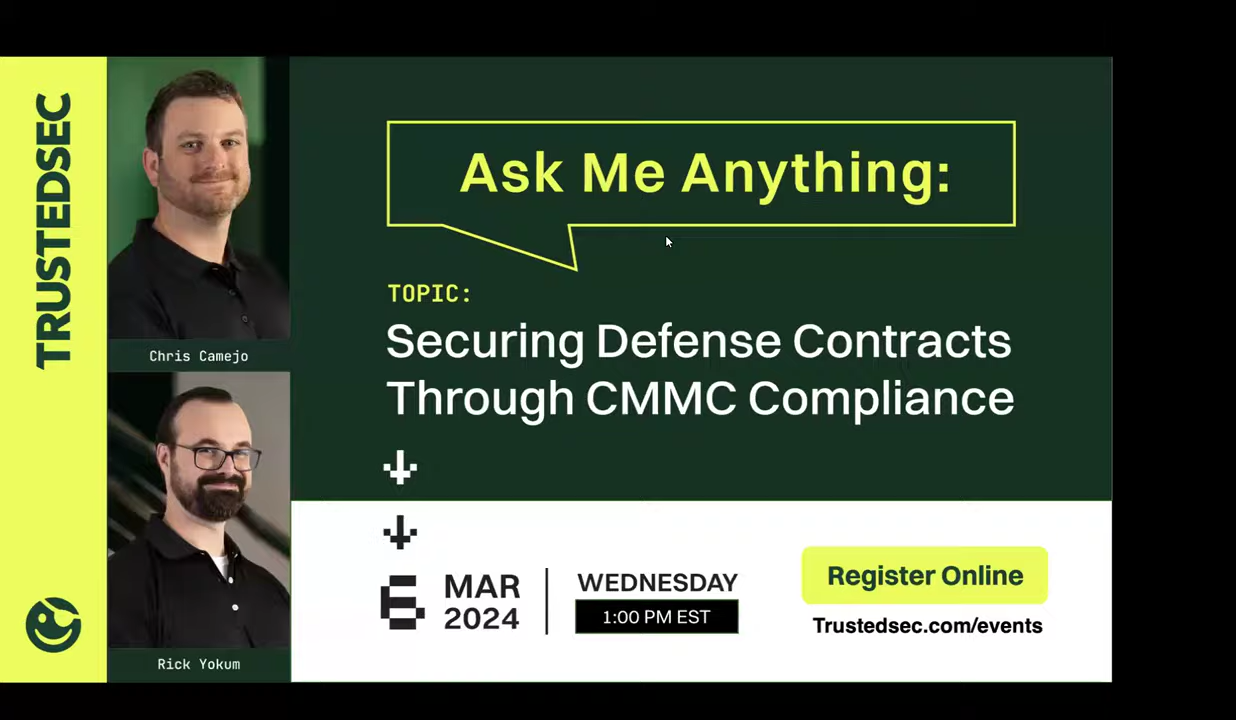 TRUSTEDSEC
Chris Camejo
Rick Yokum
Ask Me Anything:
TOPIC:
Securing Defense Contracts
Through CMMC Compliance
6 MAR
2024
WEDNESDAY
1:00 PM EST
Register Online
Trustedsec.com/events